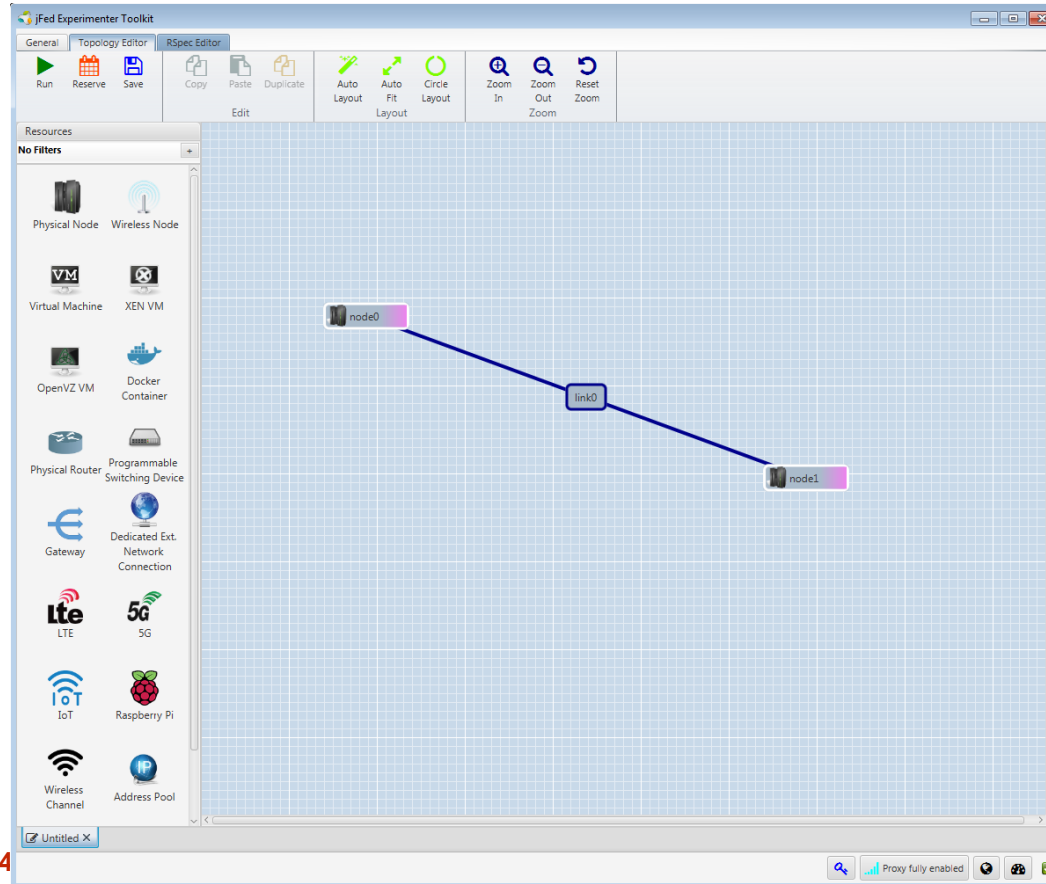 jFed Experimenter Toolkit
General Topology Editor RSpec Editor
Run Reserve Save Copy Paste Duplicate Auto Layout Auto Fit Circle Layout Zoom In Zoom Out Reset Zoom
Edit Layout Zoom
Resources
No Filters +
Physical Node Wireless Node
VM
Virtual Machine XEN VM
OpenVZ VM Docker Container
Physical Router Programmable Switching Device
Gateway Dedicated Ext. Network Connection
Lte 5G
LTE 5G
IoT
IoT Raspberry Pi
IP
Wireless Channel Address Pool
node0
link0
node1
Untitled
4
Proxy fully enabled